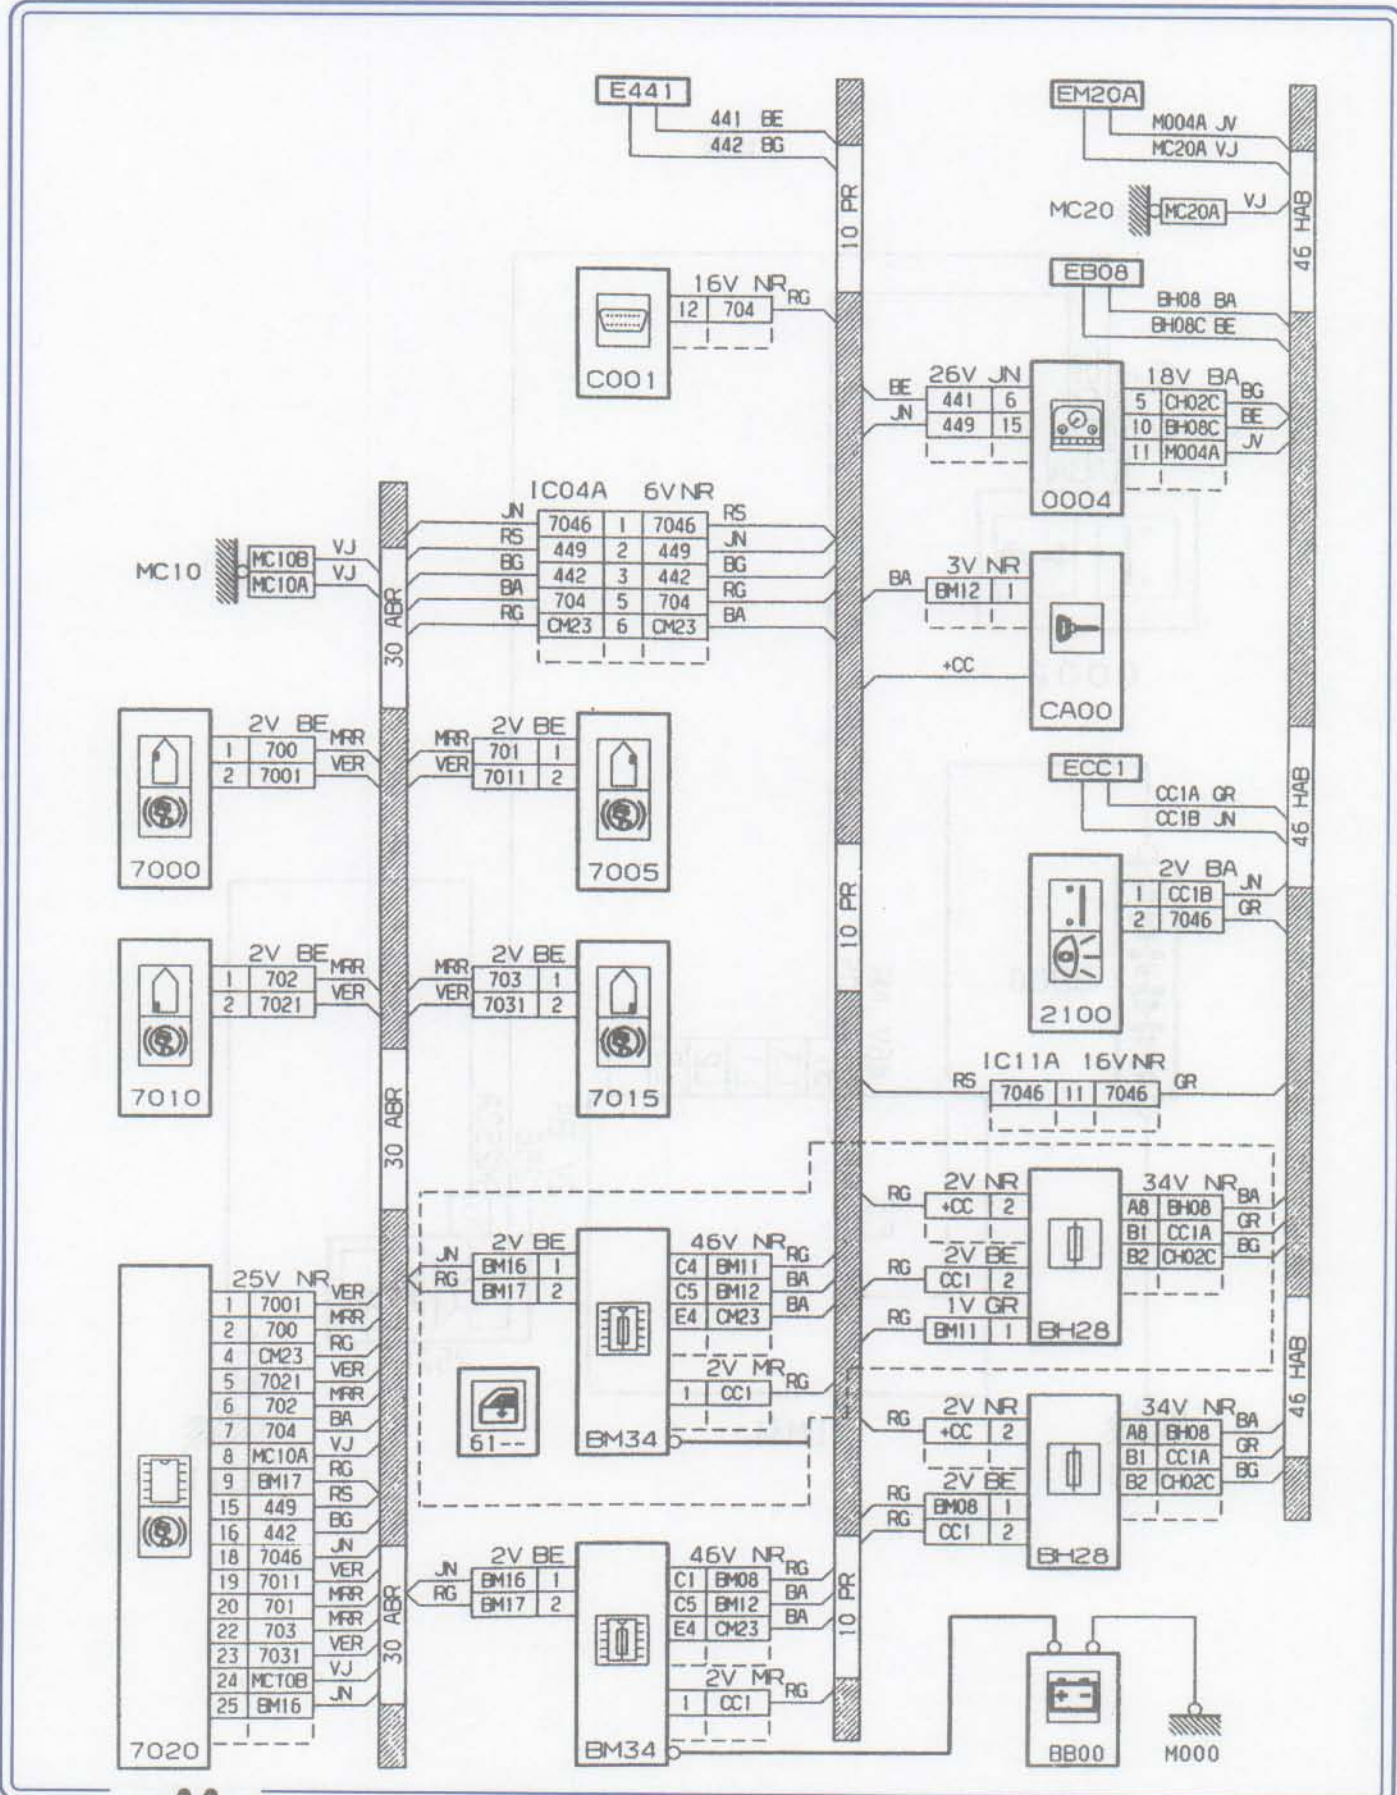 E441
441 BE
442 BG
EM20A
M004A JV
MC20A VJ
MC20 MC20A VJ
10 PR
46 HAB
C001
16V NR
12 704 RG
EB08
BH08 BA
BH08C BE
0004
26V JN
BE 441 6
JN 449 15
18V BA
5 CH02C BG
10 BH08C BE
11 M004A JV
IC04A 6V NR
JN 7046 1 7046 RS
RS 449 2 449 JN
BG 442 3 442 BG
BA 704 5 704 RG
RG CM23 6 CM23 BA
MC10
MC10B VJ
MC10A VJ
30 ABR
3V NR
BA BM12 1
+CC
CA00
2V BE
1 700 MRR
2 7001 VER
7000
2V BE
MRR 701 1
VER 7011 2
7005
ECC1
CC1A GR
CC1B JN
46 HAB
2V BA
1 CC1B JN
2 7046 GR
2100
10 PR
2V BE
1 702 MRR
2 7021 VER
7010
2V BE
MRR 703 1
VER 7031 2
7015
30 ABR
IC11A 16V NR
RS 7046 11 7046 GR
2V BE
JN BM16 1
RG BM17 2
46V NR
C4 BM11 RG
C5 BM12 BA
E4 CM23 BA
2V MR
1 CC1 RG
BM34
61--
2V NR
RG +CC 2
2V BE
RG CC1 2
1V GR
RG BM11 1
34V NR
A8 BH08 BA
B1 CC1A GR
B2 CH02C BG
BH28
46 HAB
2V NR
RG +CC 2
2V BE
RG BM08 1
RG CC1 2
34V NR
A8 BH08 BA
B1 CC1A GR
B2 CH02C BG
BH28
25V NR
1 7001 VER
2 700 MRR
4 CM23 RG
5 7021 VER
6 702 MRR
7 704 BA
8 MC10A VJ
9 BM17 RG
15 449 RS
16 442 BG
18 7046 JN
19 7011 VER
20 701 MRR
22 703 MRR
23 7031 VER
24 MC10B VJ
25 BM16 JN
7020
30 ABR
2V BE
JN BM16 1
RG BM17 2
46V NR
C1 BM08 RG
C5 BM12 BA
E4 CM23 BA
2V MR
1 CC1 RG
BM34
10 PR
BB00
M000